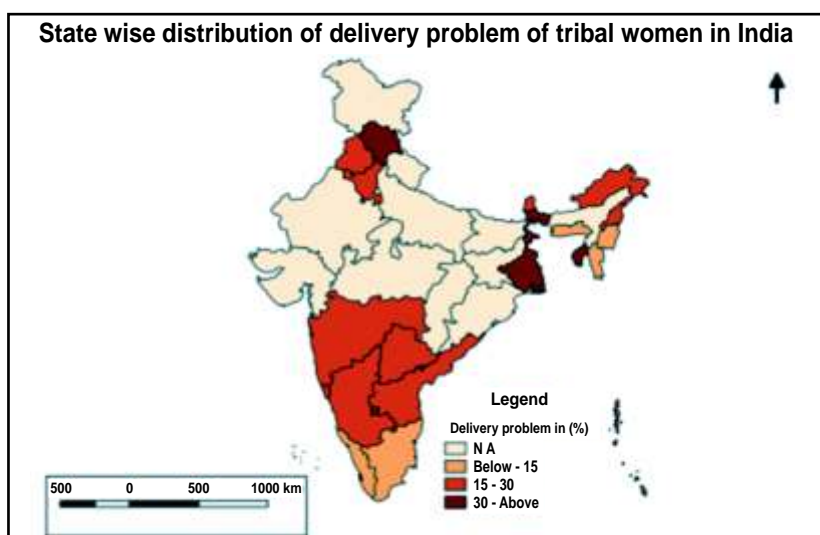 State wise distribution of delivery problem of tribal women in India
Legend
Delivery problem in (%)
N A
Below - 15
15 - 30
30 - Above
500 0 500 1000 km